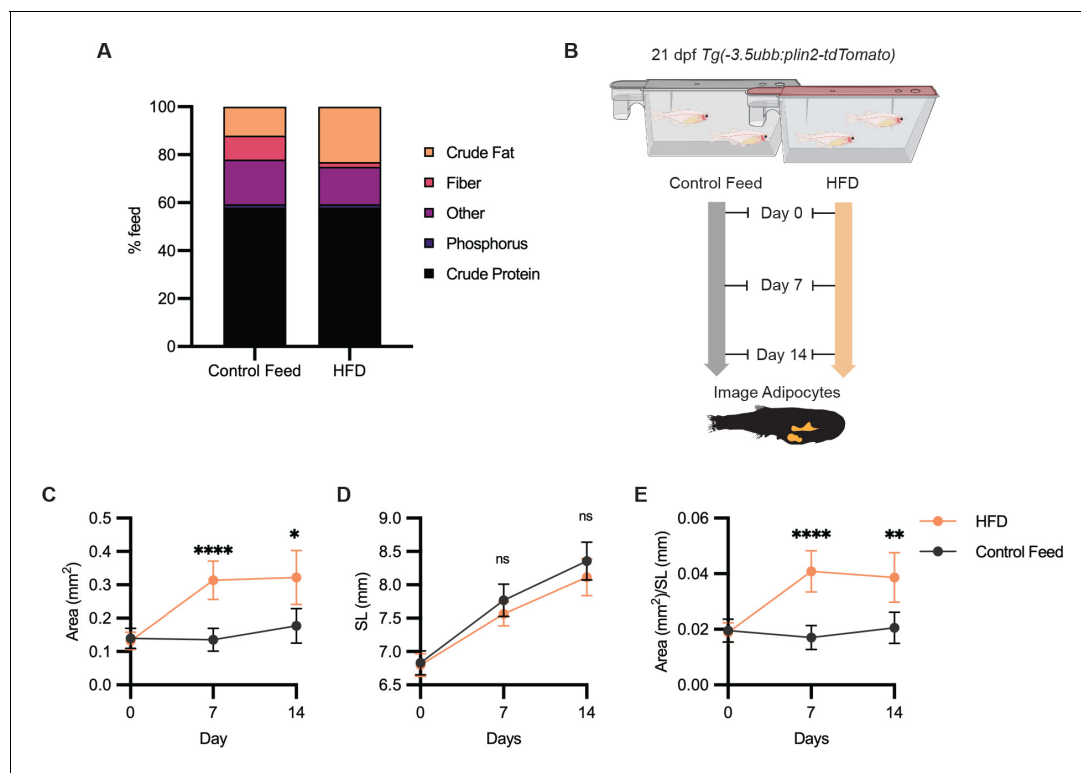 A
100
80
60
40
20
0
% feed
Control Feed
HFD
Crude Fat
Fiber
Other
Phosphorus
Crude Protein
B
21 dpf Tg(-3.5ubb:plin2-tdTomato)
Control Feed
HFD
Day 0
Day 7
Day 14
Image Adipocytes
C
0.5
0.4
0.3
0.2
0.1
0.0
Area (mm²)
****
*
0
7
14
Day
D
9.0
8.5
8.0
7.5
7.0
6.5
SL (mm)
ns
ns
0
7
14
Days
E
0.06
0.04
0.02
0.00
Area (mm²)/SL (mm)
****
**
0
7
14
Days
HFD
Control Feed